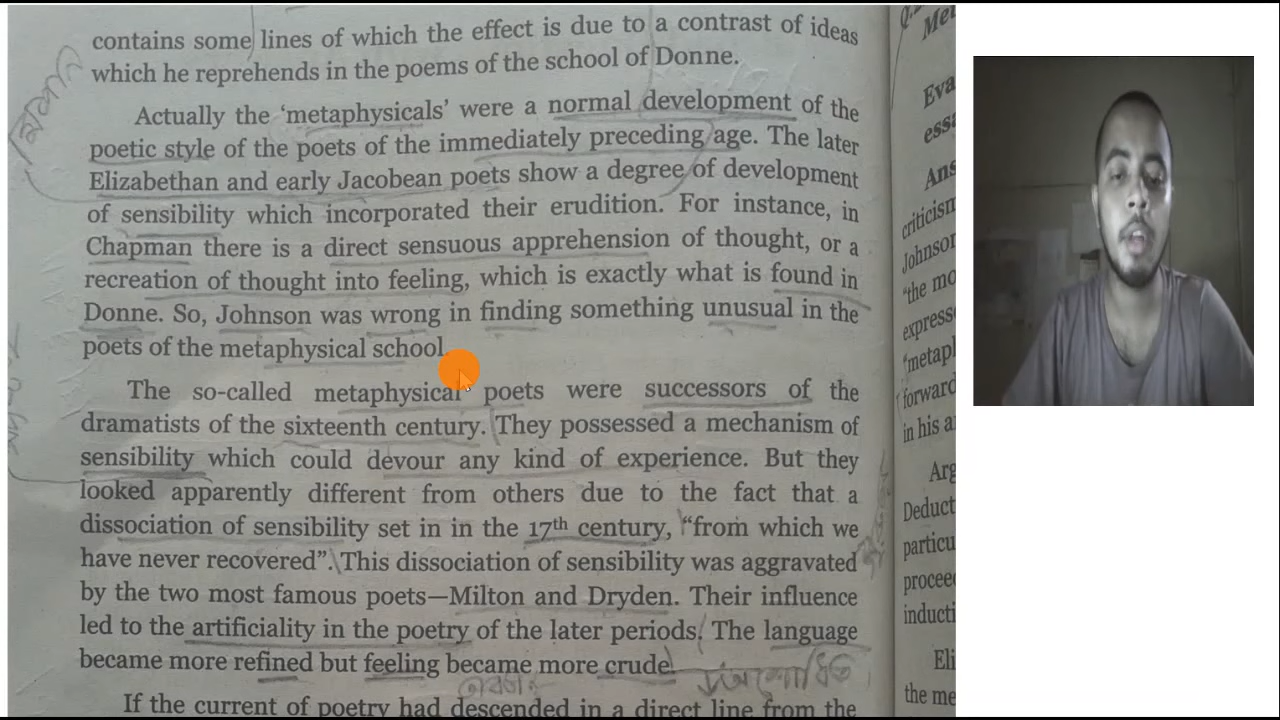 contains some lines of which the effect is due to a contrast of ideas
which he reprehends in the poems of the school of Donne.
Actually the ‘metaphysicals’ were a normal development of the
poetic style of the poets of the immediately preceding age. The later
Elizabethan and early Jacobean poets show a degree of development
of sensibility which incorporated their erudition. For instance, in
Chapman there is a direct sensuous apprehension of thought, or a
recreation of thought into feeling, which is exactly what is found in
Donne. So, Johnson was wrong in finding something unusual in the
poets of the metaphysical school.
The so-called metaphysical poets were successors of the
dramatists of the sixteenth century. They possessed a mechanism of
sensibility which could devour any kind of experience. But they
looked apparently different from others due to the fact that a
dissociation of sensibility set in in the 17th century, “from which we
have never recovered”. This dissociation of sensibility was aggravated
by the two most famous poets—Milton and Dryden. Their influence
led to the artificiality in the poetry of the later periods. The language
became more refined but feeling became more crude.
If the current of poetry had descended in a direct line from the
Eva
Ans
criticism
Johnson
“the mo
express
“metap
forward
in his a
Arg
Deduct
particu
procee
inducti
Eli
the me